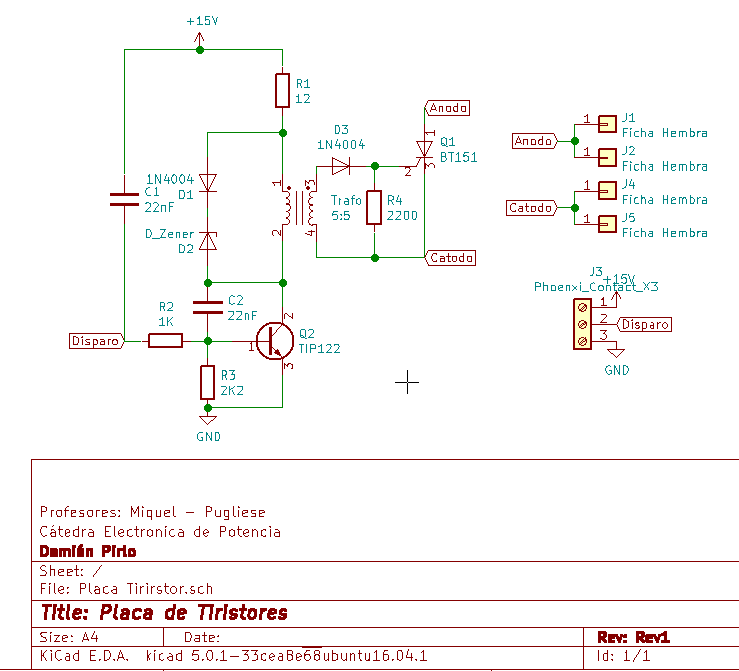 +15V
R1
12
Anodo
D3
1N4004
Q1
BT151
1
2
3
1N4004
D1
C1
22nF
1
3
Trafo
5:5
R4
2200
D_Zener
D2
2
4
Catodo
C2
22nF
2
R2
1K
Disparo
1
Q2
TIP122
3
R3
2K2
GND
J1
Ficha Hembra
1
Anodo
J2
Ficha Hembra
1
J4
Ficha Hembra
1
Catodo
J5
Ficha Hembra
1
J3
+15V
Phoenxi_Contact_X3
1
2
Disparo
3
GND
Profesores: Miquel – Pugliese
Cátedra Electronica de Potencia
Damián Pirlo
Sheet: /
File: Placa Tirirstor.sch
Title: Placa de Tiristores
Size: A4 Date: Rev: Rev1
KiCad E.D.A. kicad 5.0.1-33cea8e68ubuntu16.04.1 Id: 1/1